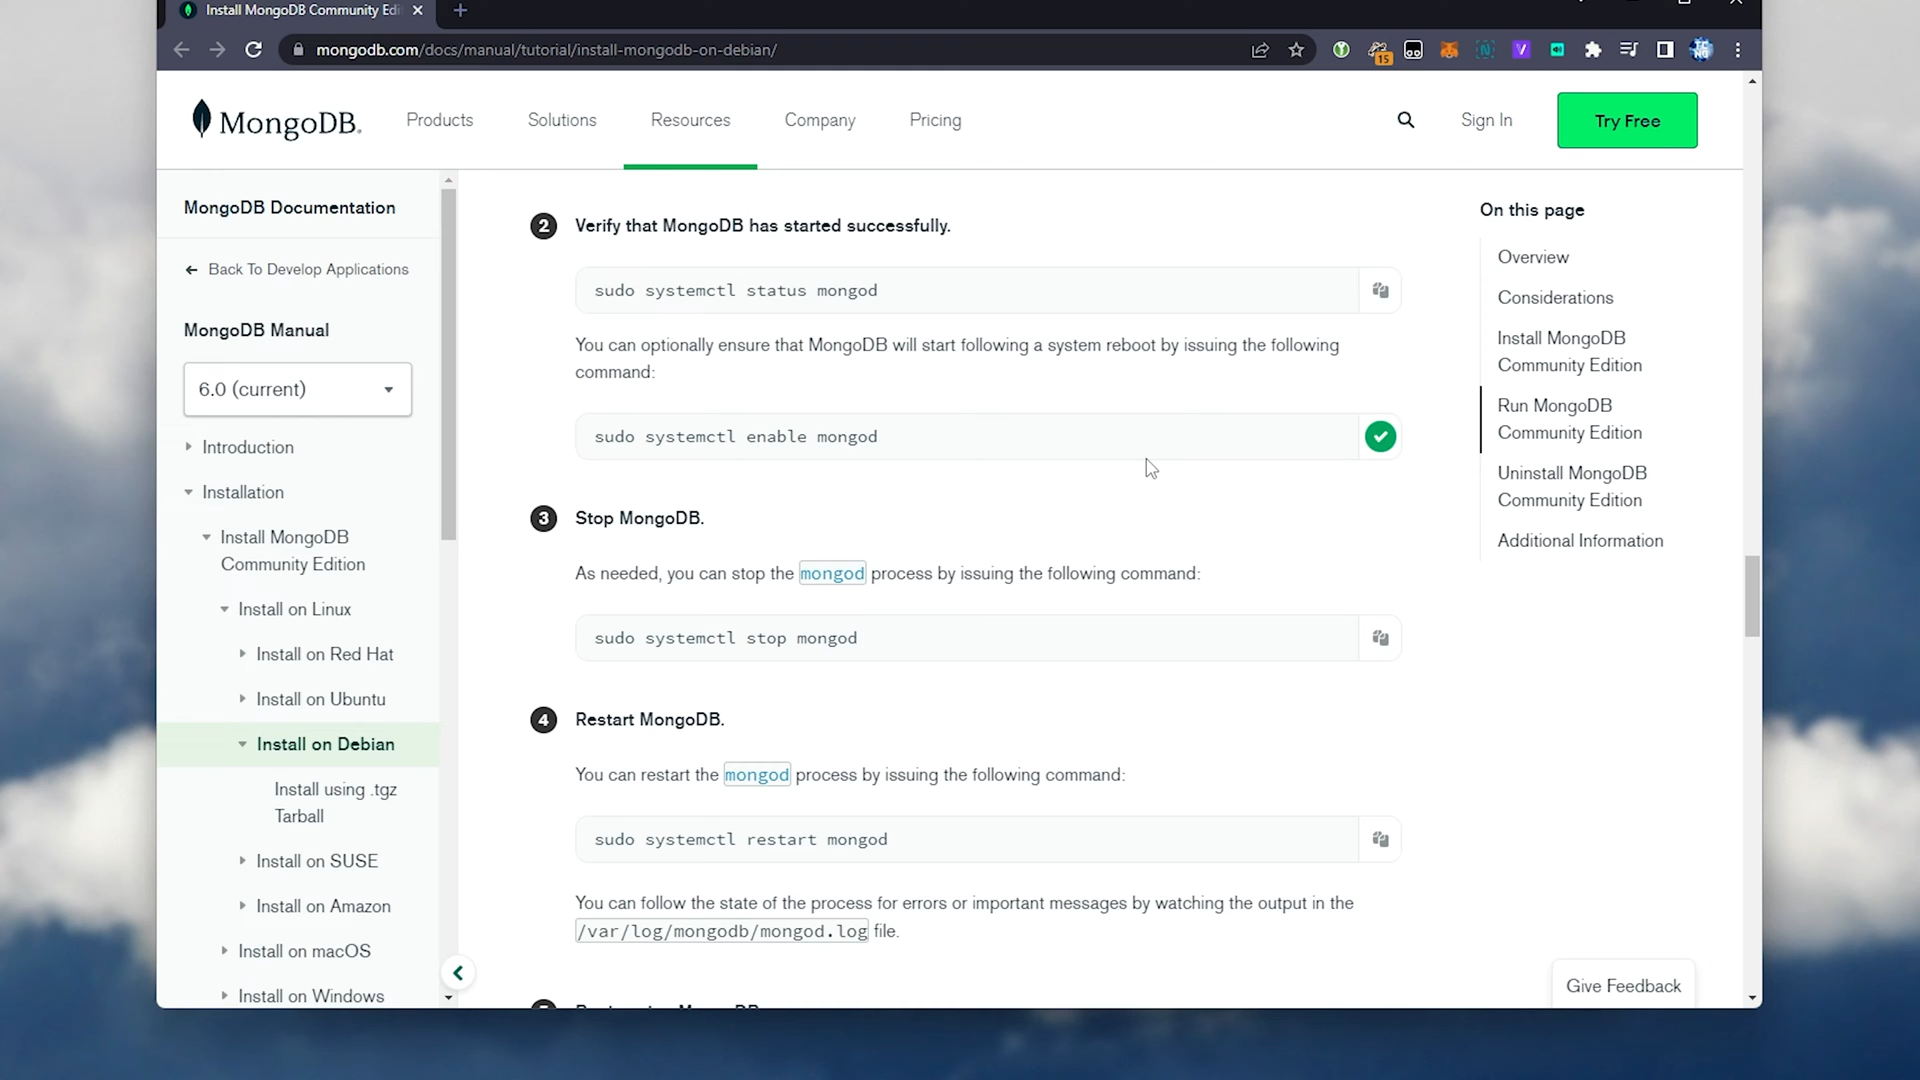 Install MongoDB Community Edi
mongodb.com/docs/manual/tutorial/install-mongodb-on-debian/
15
MongoDB.
Products
Solutions
Resources
Company
Pricing
Sign In
Try Free
MongoDB Documentation
Back To Develop Applications
MongoDB Manual
6.0 (current)
Introduction
Installation
Install MongoDB
Community Edition
Install on Linux
Install on Red Hat
Install on Ubuntu
Install on Debian
Install using .tgz
Tarball
Install on SUSE
Install on Amazon
Install on macOS
Install on Windows
2 Verify that MongoDB has started successfully.
sudo systemctl status mongod
You can optionally ensure that MongoDB will start following a system reboot by issuing the following
command:
sudo systemctl enable mongod
3 Stop MongoDB.
As needed, you can stop the mongod process by issuing the following command:
sudo systemctl stop mongod
4 Restart MongoDB.
You can restart the mongod process by issuing the following command:
sudo systemctl restart mongod
You can follow the state of the process for errors or important messages by watching the output in the
/var/log/mongodb/mongod.log file.
On this page
Overview
Considerations
Install MongoDB
Community Edition
Run MongoDB
Community Edition
Uninstall MongoDB
Community Edition
Additional Information
Give Feedback